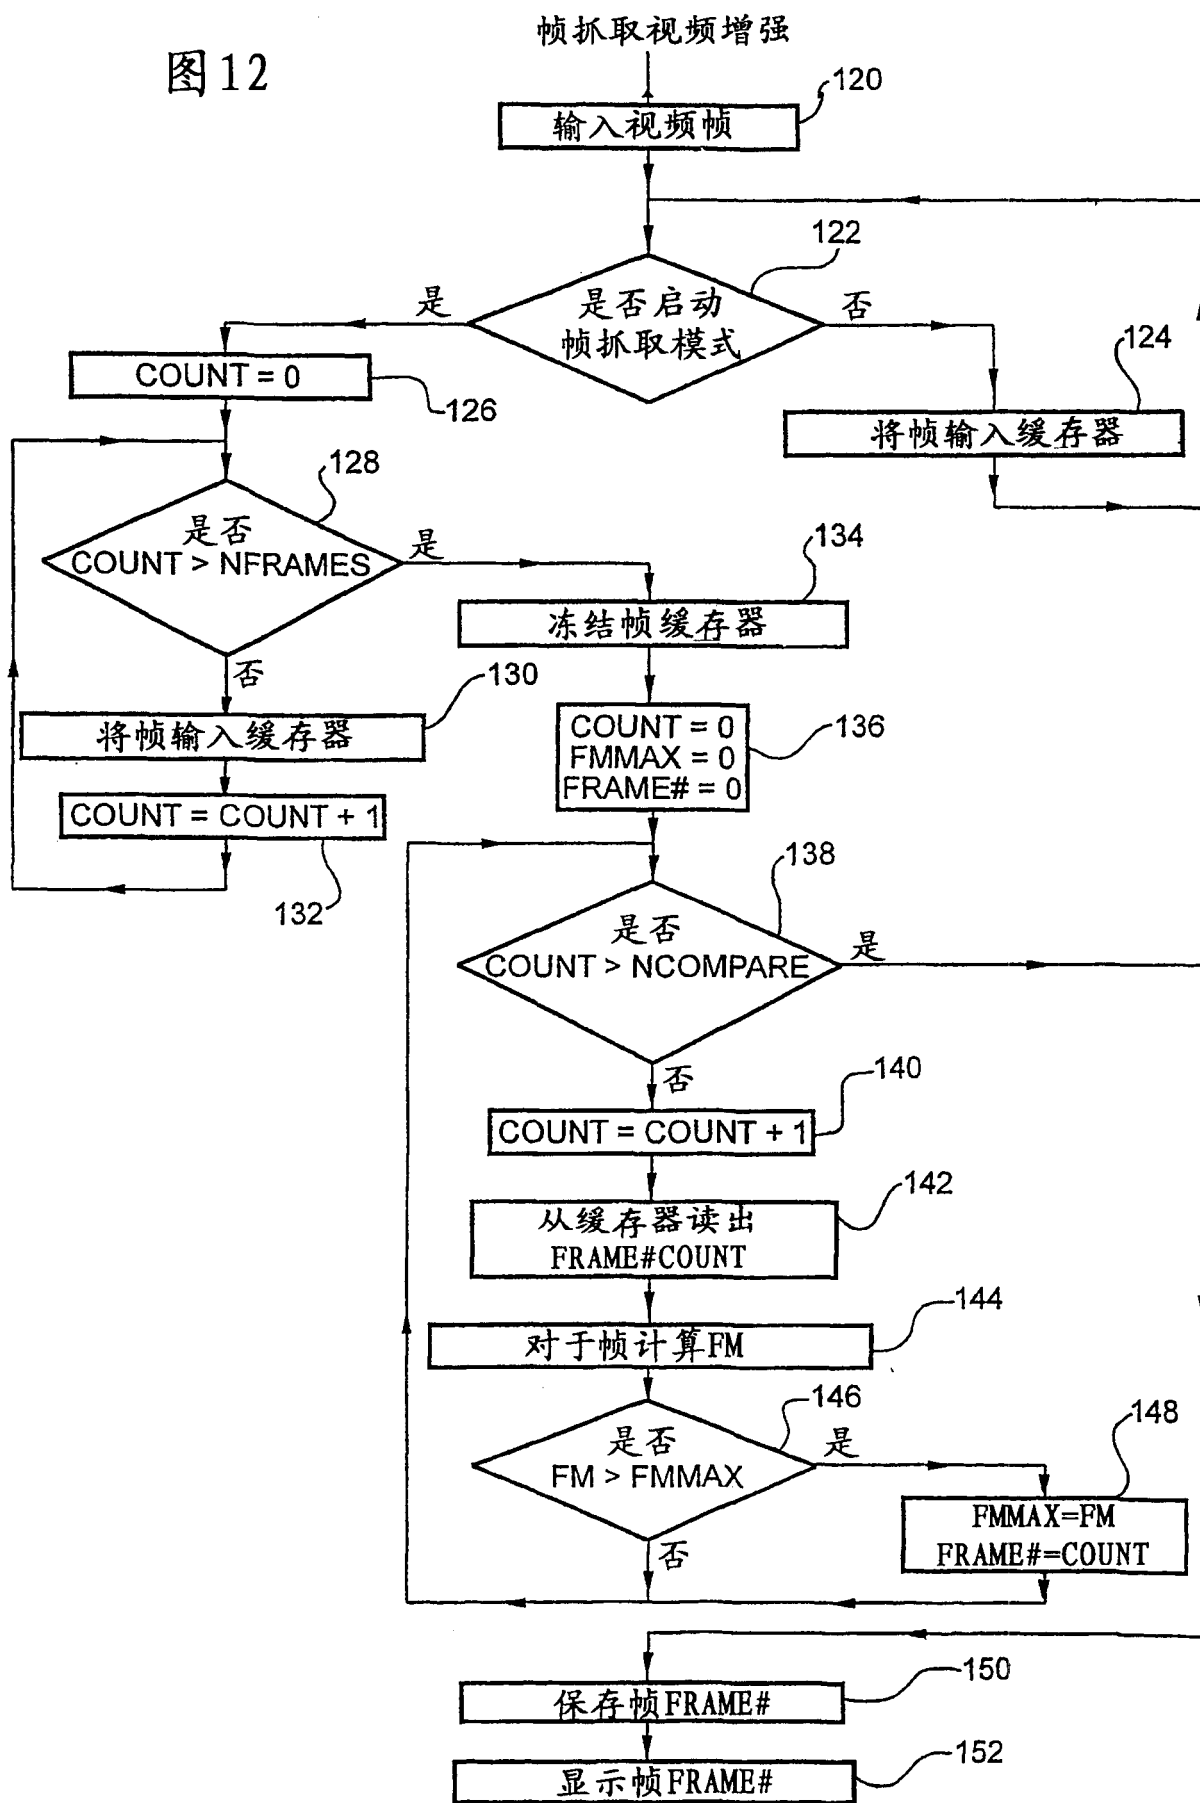 帧抓取视频增强
图12
120
输入视频帧
122
是否启动
帧抓取模式
是
否
124
COUNT = 0
126
将帧输入缓存器
128
是否
COUNT > NFRAMES
是
134
冻结帧缓存器
否
130
将帧输入缓存器
COUNT = 0
FMMAX = 0
FRAME# = 0
136
COUNT = COUNT + 1
132
138
是否
COUNT > NCOMPARE
是
否
140
COUNT = COUNT + 1
142
从缓存器读出
FRAME#COUNT
144
对于帧计算FM
146
是否
FM > FMMAX
是
148
FMMAX=FM
FRAME#=COUNT
否
150
保存帧FRAME#
152
显示帧FRAME#